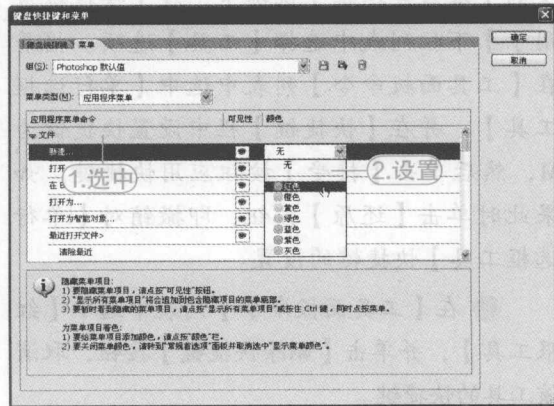 键盘快捷键和菜单
键盘快捷键 菜单
组(S): Photoshop 默认值
确定
取消
菜单类型(M): 应用程序菜单
应用程序菜单命令 可见性 颜色
文件
新建... 无
打开 无
在 红色
打开为... 橙色
打开为智能对象... 黄色
最近打开文件> 绿色
清除最近 蓝色
紫色
灰色
1.选中
2.设置
隐藏菜单项目:
1) 要隐藏菜单项目,请点按“可见性”按钮。
2) “显示所有菜单项目”将会追加到包含隐藏项目的菜单底部。
3) 要暂时看到隐藏的菜单项目,请点按“显示所有菜单项目”或按住 Ctrl 键,同时点按菜单。
为菜单项目着色:
1) 要给菜单项目添加颜色,请点按“颜色”栏。
2) 要关闭菜单颜色,请转到“常规首选项”面板并取消选中“显示菜单颜色”。